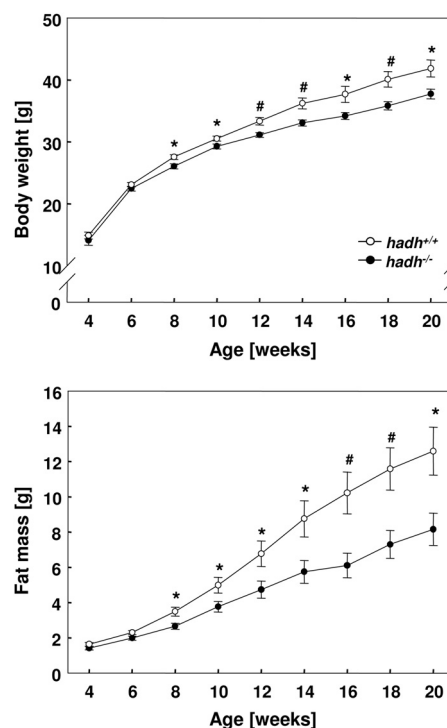 50
40
30
20
10
0
Body weight [g]
* * # # * # *
hadh+/+
hadh-/-
4 6 8 10 12 14 16 18 20
Age [weeks]
16
14
12
10
8
6
4
2
0
Fat mass [g]
* * * * # # *
4 6 8 10 12 14 16 18 20
Age [weeks]